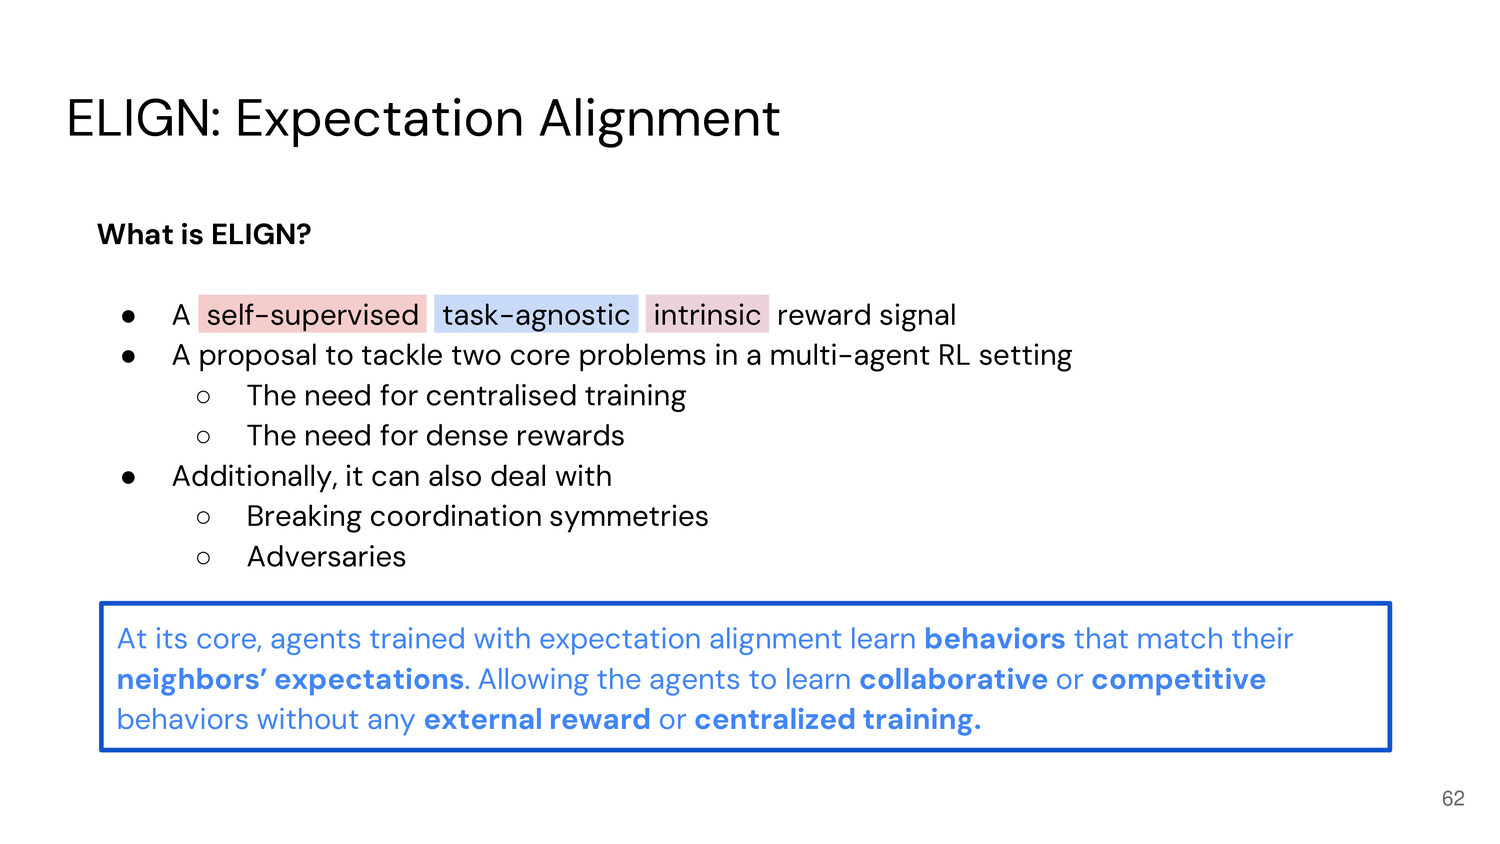 ELIGN: Expectation Alignment
What is ELIGN?
● A self-supervised task-agnostic intrinsic reward signal
● A proposal to tackle two core problems in a multi-agent RL setting
○ The need for centralised training
○ The need for dense rewards
● Additionally, it can also deal with
○ Breaking coordination symmetries
○ Adversaries
At its core, agents trained with expectation alignment learn behaviors that match their
neighbors’ expectations. Allowing the agents to learn collaborative or competitive
behaviors without any external reward or centralized training.
62